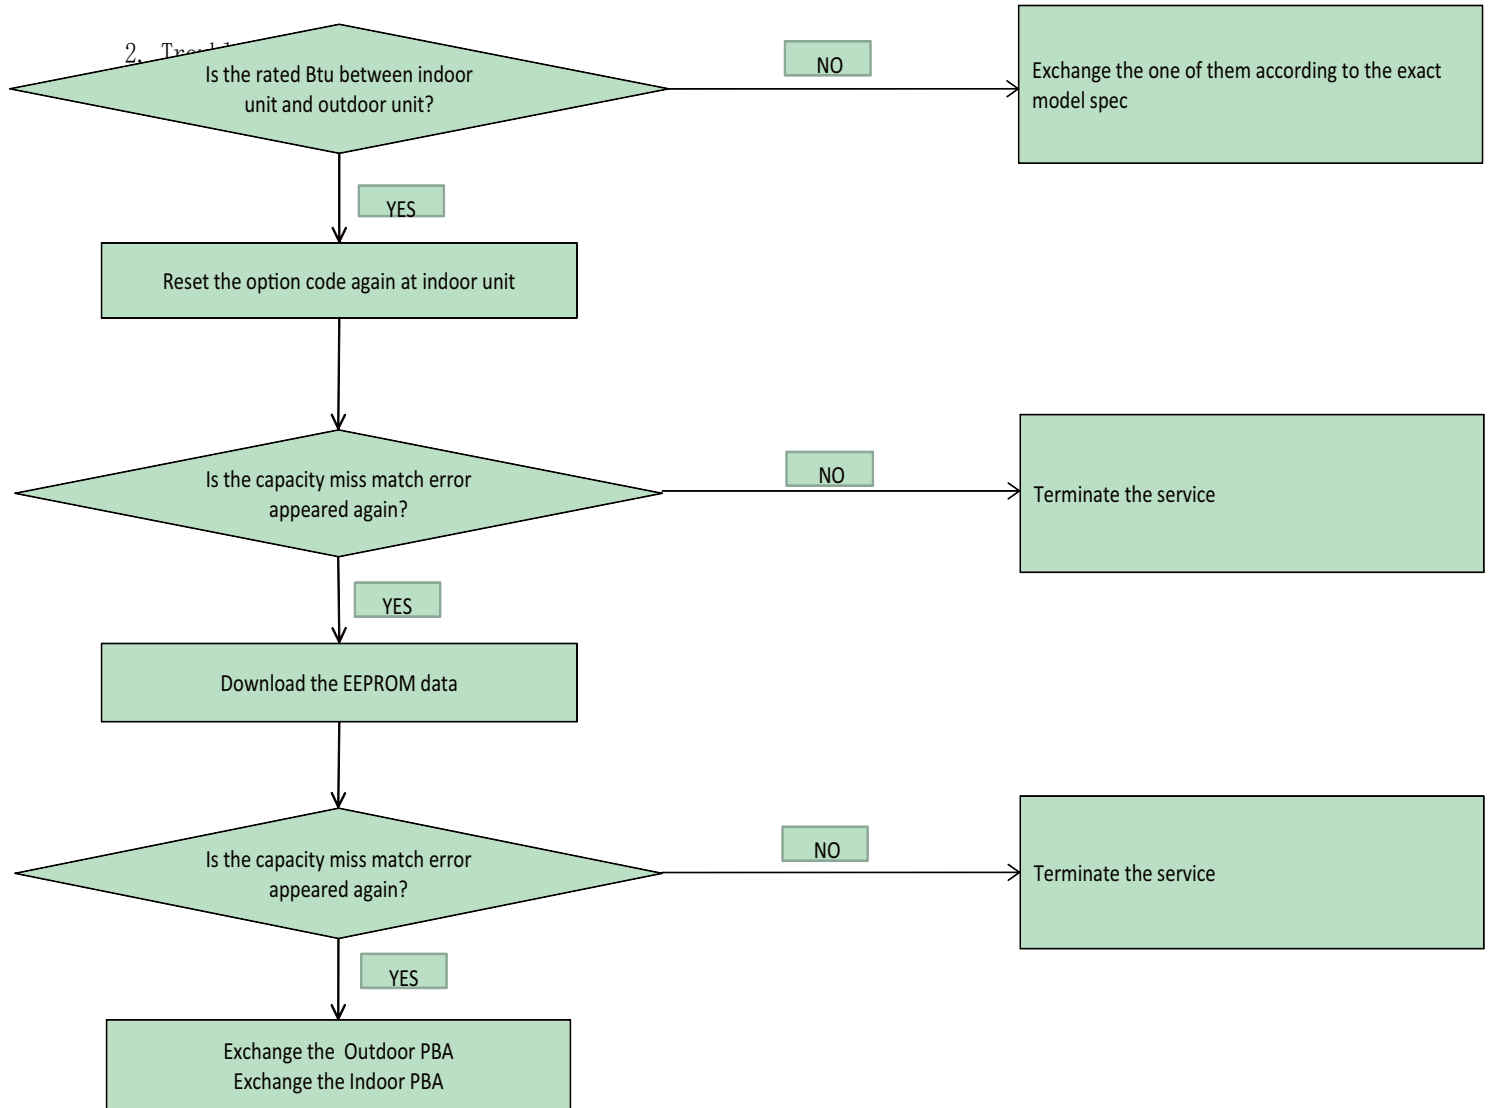 2.
Is the rated Btu between indoor
unit and outdoor unit?
NO
Exchange the one of them according to the exact
model spec
YES
Reset the option code again at indoor unit
Is the capacity miss match error
appeared again?
NO
Terminate the service
YES
Download the EEPROM data
Is the capacity miss match error
appeared again?
NO
Terminate the service
YES
Exchange the Outdoor PBA
Exchange the Indoor PBA